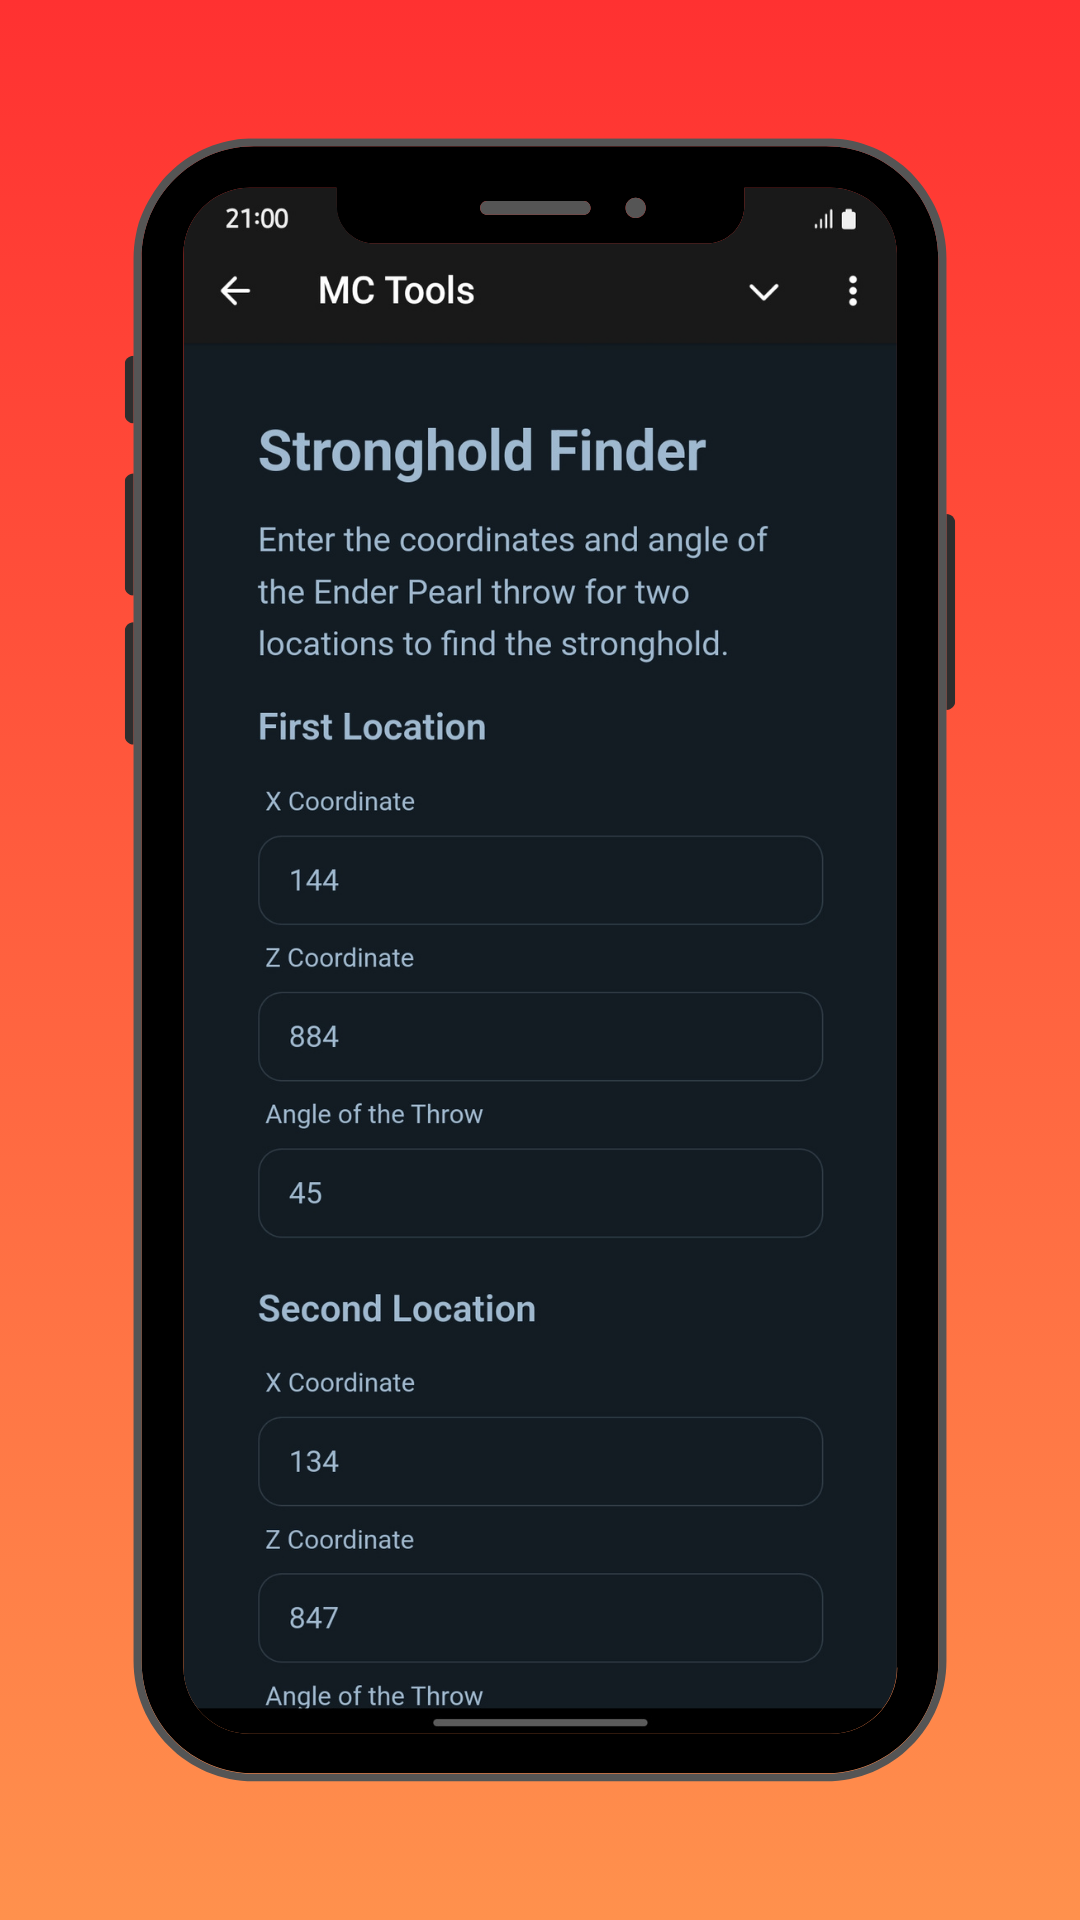 21:00
MC Tools
Stronghold Finder
Enter the coordinates and angle of
the Ender Pearl throw for two
locations to find the stronghold.
First Location
X Coordinate
144
Z Coordinate
884
Angle of the Throw
45
Second Location
X Coordinate
134
Z Coordinate
847
Angle of the Throw